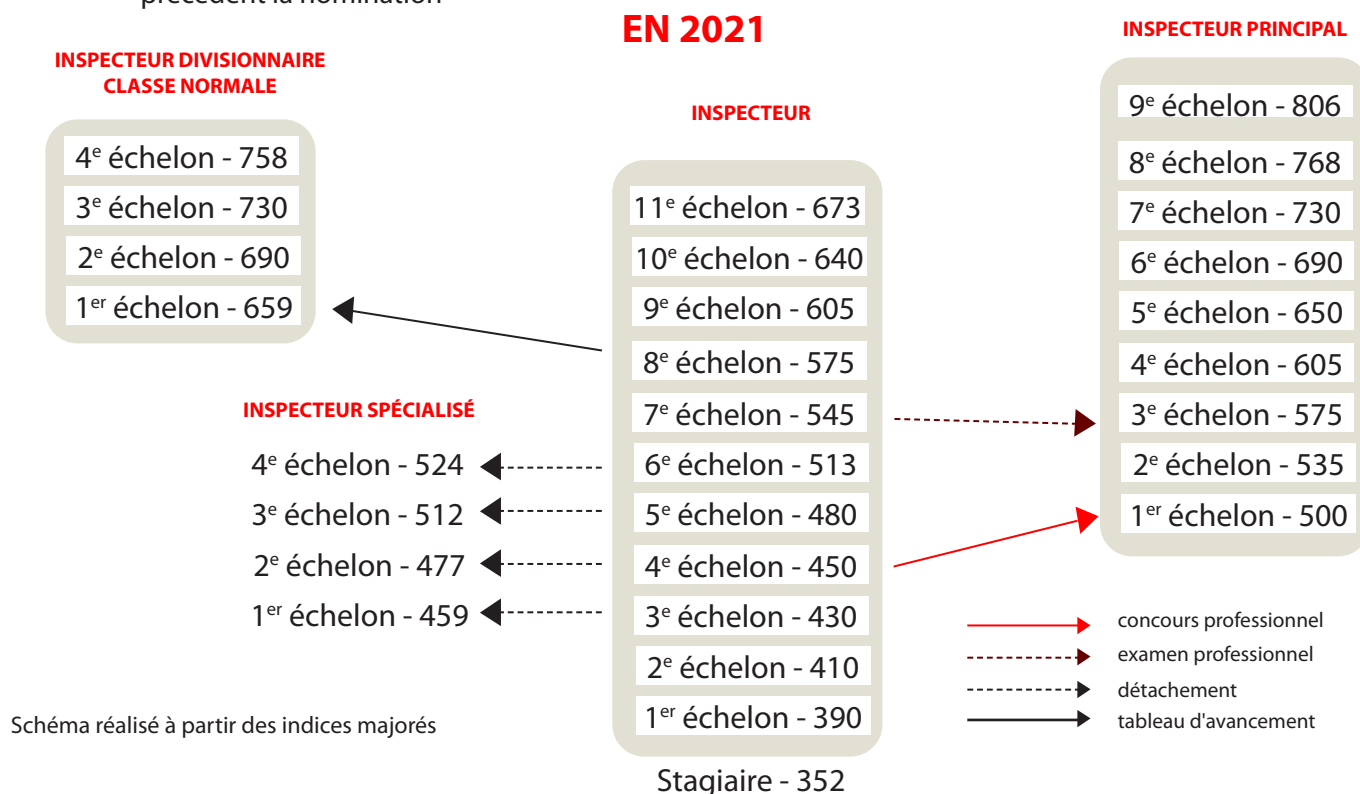 précédent la nomination
EN 2021
INSPECTEUR DIVISIONNAIRE
CLASSE NORMALE
4e échelon - 758
3e échelon - 730
2e échelon - 690
1er échelon - 659
INSPECTEUR SPÉCIALISÉ
4e échelon - 524
3e échelon - 512
2e échelon - 477
1er échelon - 459
INSPECTEUR
11e échelon - 673
10e échelon - 640
9e échelon - 605
8e échelon - 575
7e échelon - 545
6e échelon - 513
5e échelon - 480
4e échelon - 450
3e échelon - 430
2e échelon - 410
1er échelon - 390
Stagiaire - 352
INSPECTEUR PRINCIPAL
9e échelon - 806
8e échelon - 768
7e échelon - 730
6e échelon - 690
5e échelon - 650
4e échelon - 605
3e échelon - 575
2e échelon - 535
1er échelon - 500
concours professionnel
examen professionnel
détachement
tableau d'avancement
Schéma réalisé à partir des indices majorés